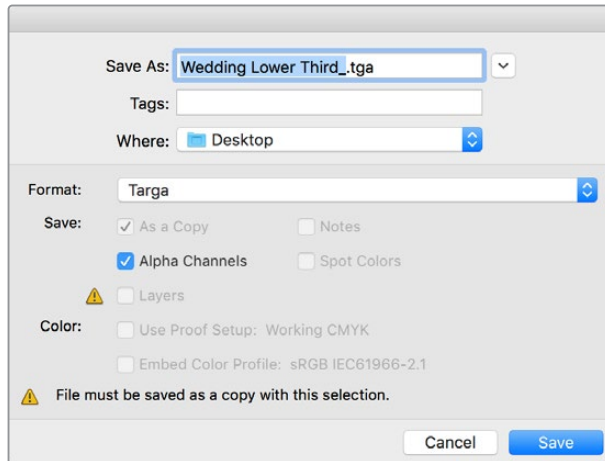 Save As: Wedding Lower Third_.tga
Tags:
Where: Desktop
Format: Targa
Save: As a Copy Notes
Alpha Channels Spot Colors
Layers
Color: Use Proof Setup: Working CMYK
Embed Color Profile: sRGB IEC61966-2.1
File must be saved as a copy with this selection.
Cancel Save